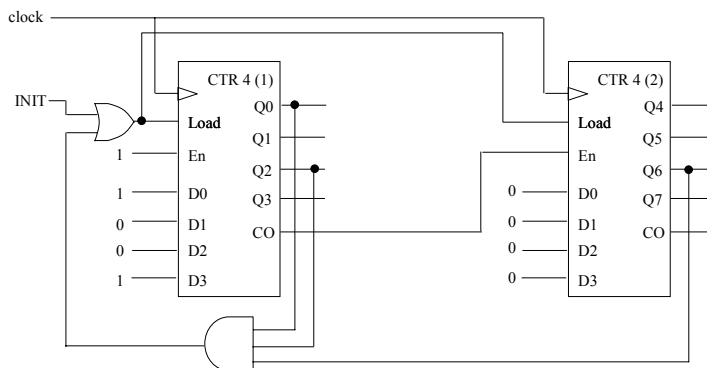 clock
CTR 4 (1)
CTR 4 (2)
INIT
Q0
Q4
Load
Load
Q1
Q5
1
En
En
Q2
Q6
1
D0
0
D0
Q3
Q7
0
D1
0
D1
0
D2
CO
0
D2
CO
1
D3
0
D3